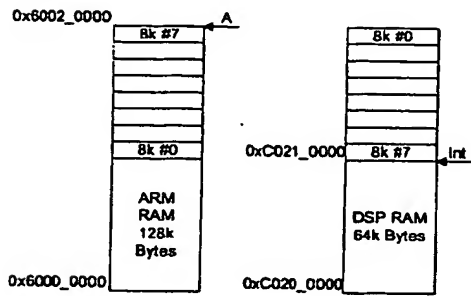 0x6002_0000
A
8k #7
8k #0
ARM
RAM
128k
Bytes
0x6000_0000
8k #0
0xC021_0000
8k #7
Int
DSP RAM
64k Bytes
0xC020_0000